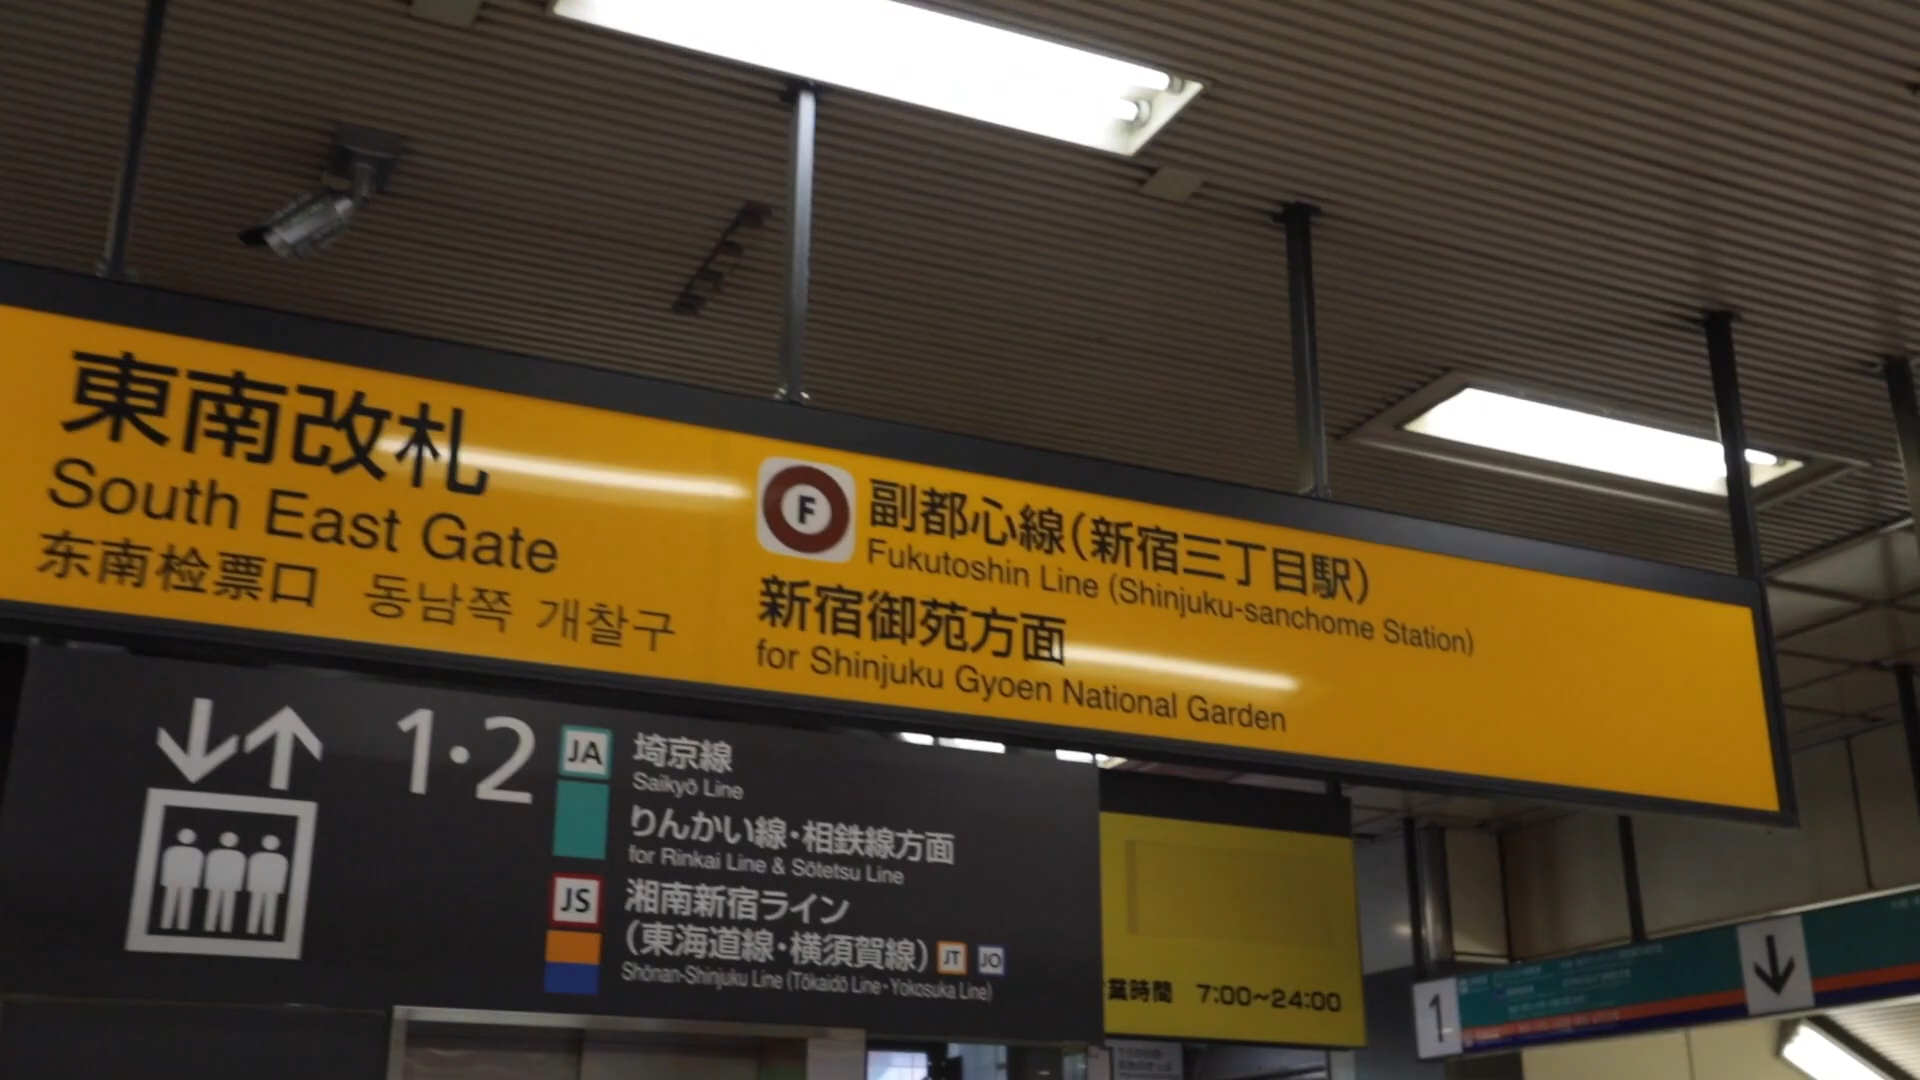 東南改札
South East Gate
东南检票口 동남쪽 개찰구
F 副都心線(新宿三丁目駅)
Fukutoshin Line (Shinjuku-sanchome Station)
新宿御苑方面
for Shinjuku Gyoen National Garden
1・2
JA 埼京線
Saikyō Line
りんかい線・相鉄線方面
for Rinkai Line & Sōtetsu Line
JS 湘南新宿ライン
(東海道線・横須賀線) JT JO
Shōnan-Shinjuku Line (Tōkaidō Line・Yokosuka Line)
業時間 7:00~24:00
1